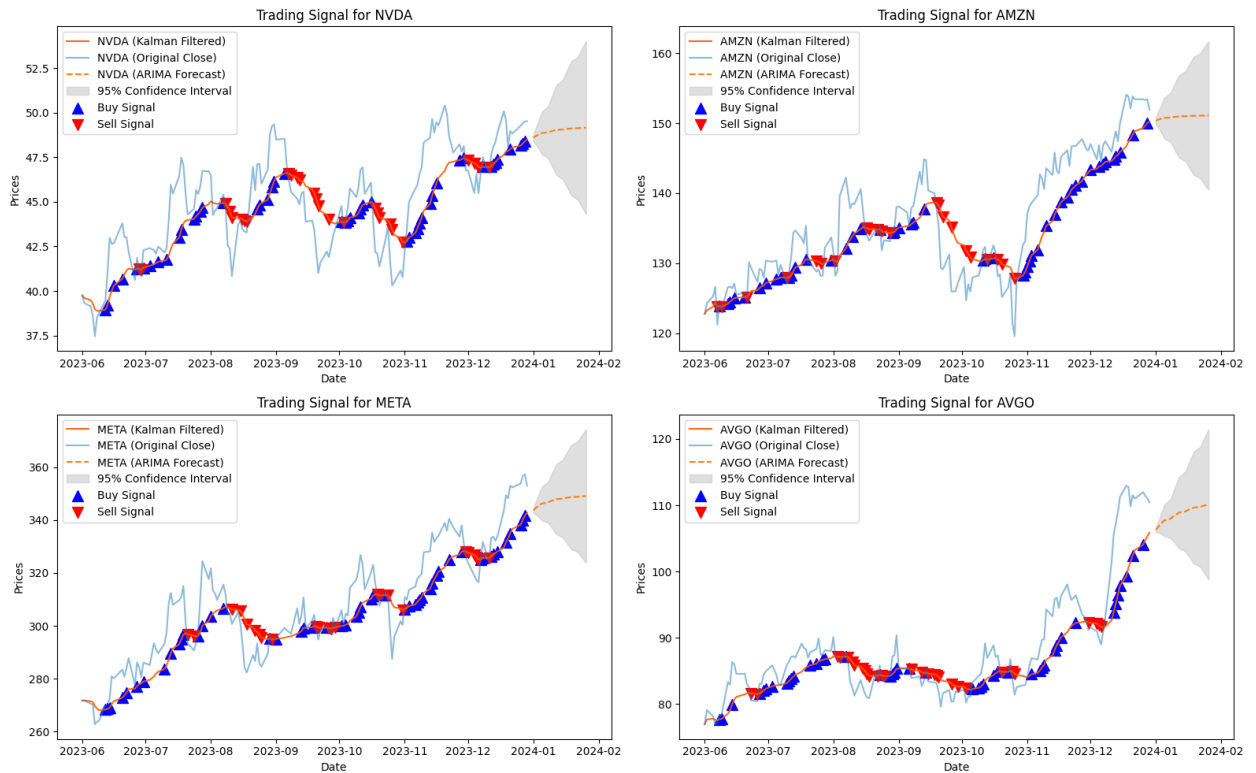 Trading Signal for NVDA
NVDA (Kalman Filtered)
NVDA (Original Close)
NVDA (ARIMA Forecast)
95% Confidence Interval
Buy Signal
Sell Signal
52.5
50.0
47.5
45.0
42.5
40.0
37.5
Prices
2023-06 2023-07 2023-08 2023-09 2023-10 2023-11 2023-12 2024-01 2024-02
Date
Trading Signal for AMZN
AMZN (Kalman Filtered)
AMZN (Original Close)
AMZN (ARIMA Forecast)
95% Confidence Interval
Buy Signal
Sell Signal
160
150
140
130
120
Prices
2023-06 2023-07 2023-08 2023-09 2023-10 2023-11 2023-12 2024-01 2024-02
Date
Trading Signal for META
META (Kalman Filtered)
META (Original Close)
META (ARIMA Forecast)
95% Confidence Interval
Buy Signal
Sell Signal
360
340
320
300
280
260
Prices
2023-06 2023-07 2023-08 2023-09 2023-10 2023-11 2023-12 2024-01 2024-02
Date
Trading Signal for AVGO
AVGO (Kalman Filtered)
AVGO (Original Close)
AVGO (ARIMA Forecast)
95% Confidence Interval
Buy Signal
Sell Signal
120
110
100
90
80
Prices
2023-06 2023-07 2023-08 2023-09 2023-10 2023-11 2023-12 2024-01 2024-02
Date